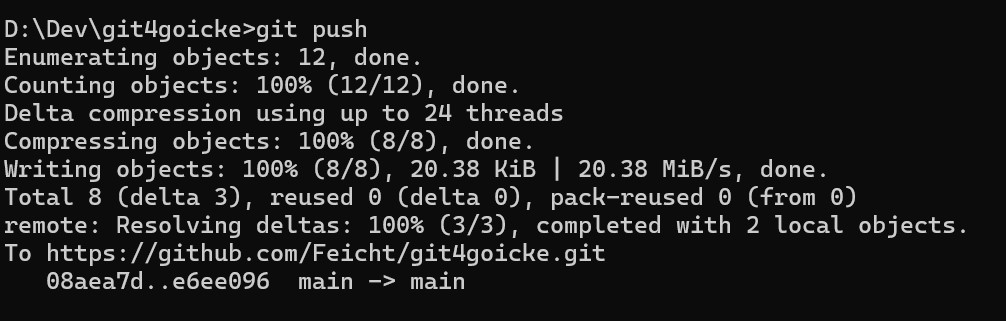 D:\Dev\git4goicke>git push
Enumerating objects: 12, done.
Counting objects: 100% (12/12), done.
Delta compression using up to 24 threads
Compressing objects: 100% (8/8), done.
Writing objects: 100% (8/8), 20.38 KiB | 20.38 MiB/s, done.
Total 8 (delta 3), reused 0 (delta 0), pack-reused 0 (from 0)
remote: Resolving deltas: 100% (3/3), completed with 2 local objects.
To https://github.com/Feicht/git4goicke.git
   08aea7d..e6ee096  main -> main